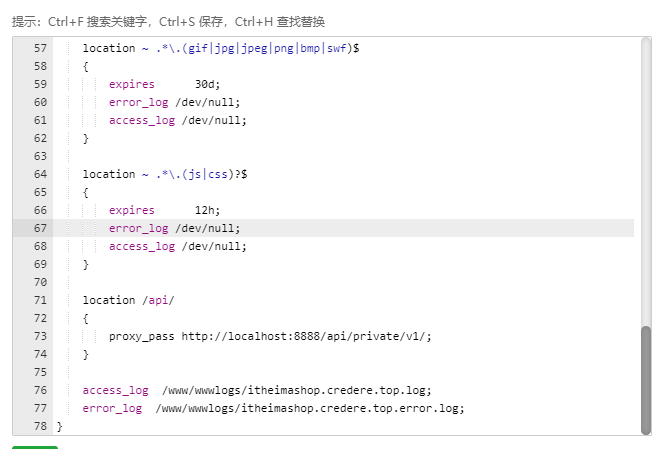 提示：Ctrl+F 搜索关键字，Ctrl+S 保存，Ctrl+H 查找替换
57 location ~ .*\.(gif|jpg|jpeg|png|bmp|swf)$
58 {
59 expires      30d;
60 error_log /dev/null;
61 access_log /dev/null;
62 }
63
64 location ~ .*\.(js|css)?$
65 {
66 expires      12h;
67 error_log /dev/null;
68 access_log /dev/null;
69 }
70
71 location /api/
72 {
73 proxy_pass http://localhost:8888/api/private/v1/;
74 }
75
76 access_log  /www/wwwlogs/itheimashop.credere.top.log;
77 error_log  /www/wwwlogs/itheimashop.credere.top.error.log;
78 }